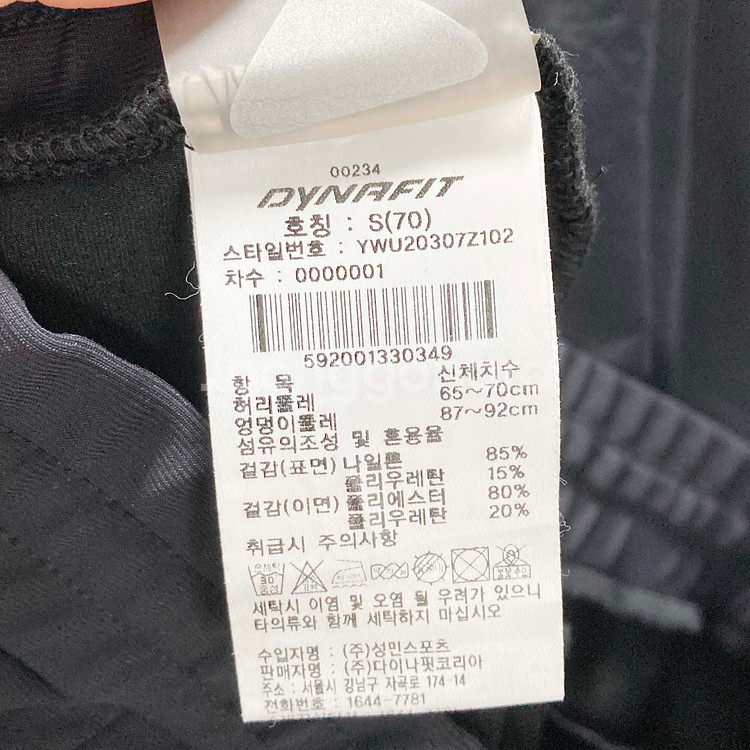 00234
DYNAFIT
호칭 : S(70)
스타일번호 : YWU20307Z102
차수 : 0000001
592001330349
항 목 신체치수
허리둘레 65~70cm
엉덩이둘레 87~92cm
섬유의조성 및 혼용율
겉감(표면) 나일론 85%
폴리우레탄 15%
겉감(이면) 폴리에스터 80%
폴리우레탄 20%
취급시 주의사항
30
중성
세탁시 이염 및 오염 될 우려가 있으니
타의류와 함께 세탁하지 마십시오
수입자명 : (주)성민스포츠
판매자명 : (주)다이나핏코리아
주소 : 서울시 강남구 자곡로 174-14
전화번호 : 1644-7781